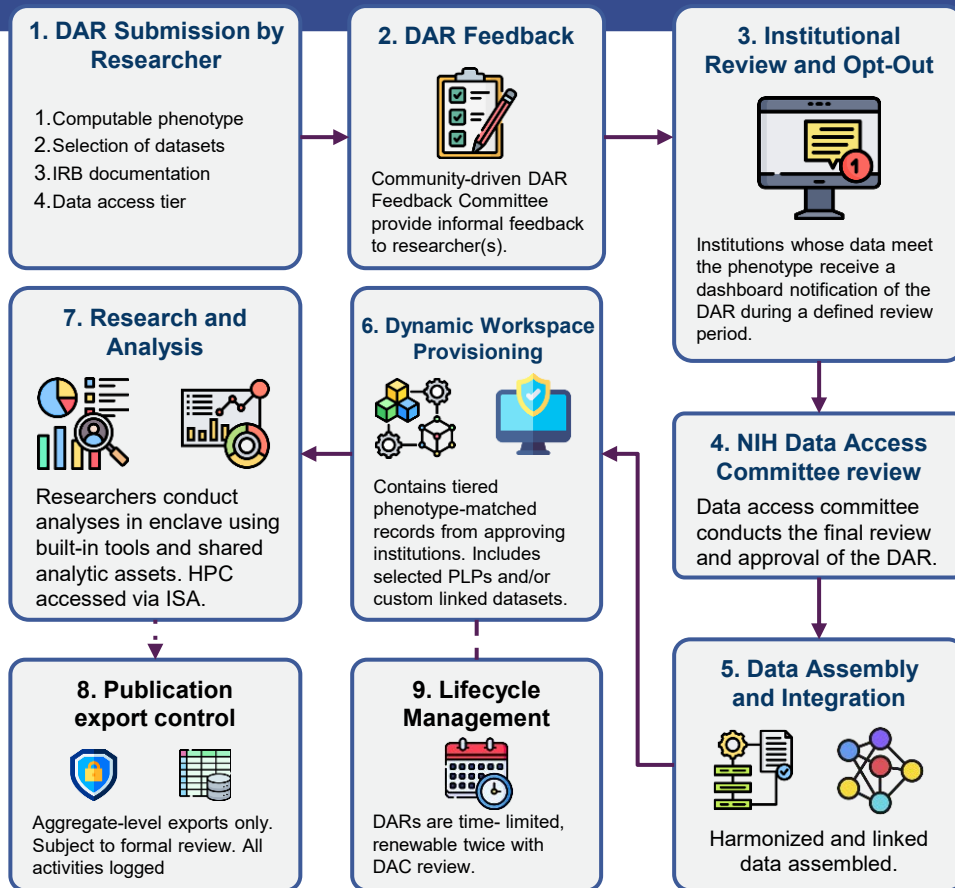 1. DAR Submission by
Researcher
1.Computable phenotype
2.Selection of datasets
3.IRB documentation
4.Data access tier
2. DAR Feedback
Community-driven DAR
Feedback Committee
provide informal feedback
to researcher(s).
3. Institutional
Review and Opt-Out
1
Institutions whose data meet
the phenotype receive a
dashboard notification of the
DAR during a defined review
period.
4. NIH Data Access
Committee review
Data access committee
conducts the final review
and approval of the DAR.
5. Data Assembly
and Integration
Harmonized and linked
data assembled.
6. Dynamic Workspace
Provisioning
Contains tiered
phenotype-matched
records from approving
institutions. Includes
selected PLPs and/or
custom linked datasets.
7. Research and
Analysis
Researchers conduct
analyses in enclave using
built-in tools and shared
analytic assets. HPC
accessed via ISA.
8. Publication
export control
Aggregate-level exports only.
Subject to formal review. All
activities logged
9. Lifecycle
Management
DARs are time- limited,
renewable twice with
DAC review.